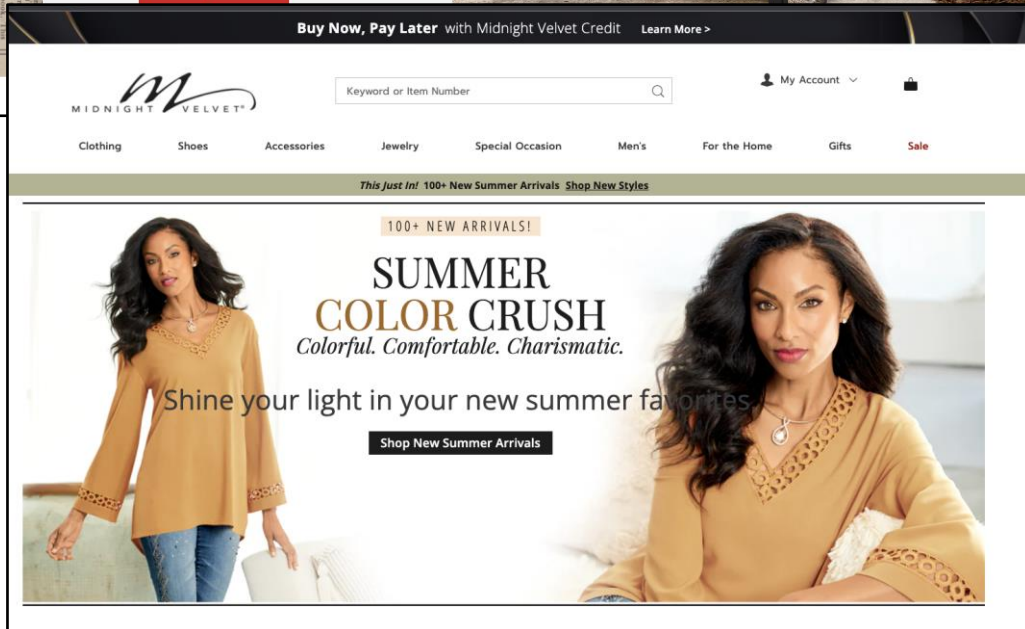 Buy Now, Pay Later with Midnight Velvet Credit Learn More >
MIDNIGHT VELVET®
Keyword or Item Number
My Account
Clothing Shoes Accessories Jewelry Special Occasion Men's For the Home Gifts Sale
This Just In! 100+ New Summer Arrivals Shop New Styles
100+ NEW ARRIVALS!
SUMMER
COLOR CRUSH
Colorful. Comfortable. Charismatic.
Shine your light in your new summer favorites
Shop New Summer Arrivals